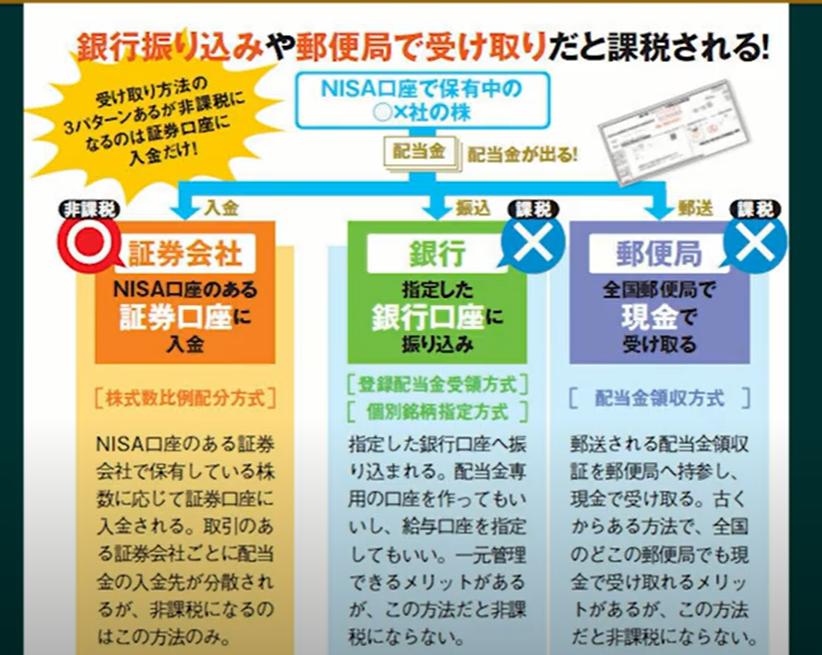 銀行振り込みや郵便局で受け取りだと課税される!
受け取り方法の
3パターンあるが非課税に
なるのは証券口座に
入金だけ!
NISA口座で保有中の
○×社の株
配当金
配当金が出る!
非課税
入金
証券会社
NISA口座のある
証券口座に
入金
[株式数比例配分方式]
NISA口座のある証券
会社で保有している株
数に応じて証券口座に
入金される。取引のあ
る証券会社ごとに配当
金の入金先が分散され
るが、非課税になるの
はこの方法のみ。
振込
課税
銀行
指定した
銀行口座に
振り込み
[登録配当金受領方式]
[個別銘柄指定方式]
指定した銀行口座へ振
り込まれる。配当金専
用の口座を作ってもい
いし、給与口座を指定
してもいい。一元管理
できるメリットがある
が、この方法だと非課
税にならない。
郵送
課税
郵便局
全国郵便局で
現金で
受け取る
[配当金領収方式]
郵送される配当金領収
証を郵便局へ持参し、
現金で受け取る。古く
からある方法で、全国
のどこの郵便局でも現
金で受け取れるメリッ
トがあるが、この方法
だと非課税にならない。